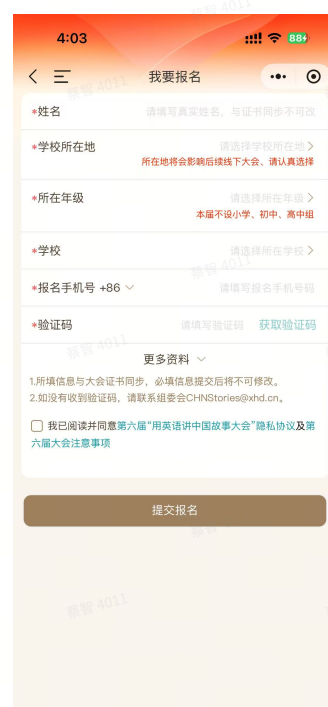 4:03
88
我要报名
*姓名 请填写真实姓名，与证书同步不可改
*学校所在地 请选择学校所在地
所在地将会影响后续线下大会、请认真选择
*所在年级 请选择所在年级
本届不设小学、初中、高中组
*学校 请选择所在学校
*报名手机号 +86 请填写报名手机号码
*验证码 请填写验证码 获取验证码
更多资料
1.所填信息与大会证书同步，必填信息提交后将不可修改。
2.如没有收到验证码，请联系组委会CHNStories@xhd.cn。
我已阅读并同意第六届“用英语讲中国故事大会”隐私协议及第
六届大会注意事项
提交报名
蔡智 4011